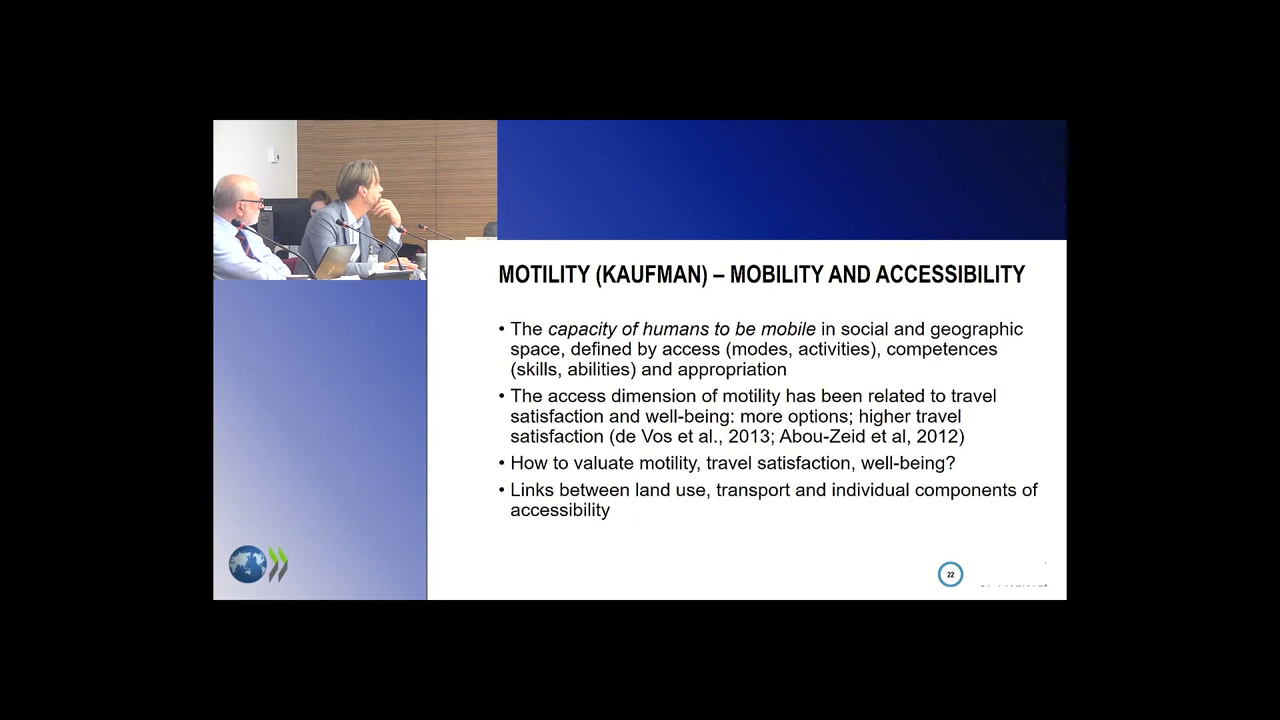 MOTILITY (KAUFMAN) – MOBILITY AND ACCESSIBILITY
• The capacity of humans to be mobile in social and geographic
space, defined by access (modes, activities), competences
(skills, abilities) and appropriation
• The access dimension of motility has been related to travel
satisfaction and well-being: more options; higher travel
satisfaction (de Vos et al., 2013; Abou-Zeid et al, 2012)
• How to valuate motility, travel satisfaction, well-being?
• Links between land use, transport and individual components of
accessibility
22